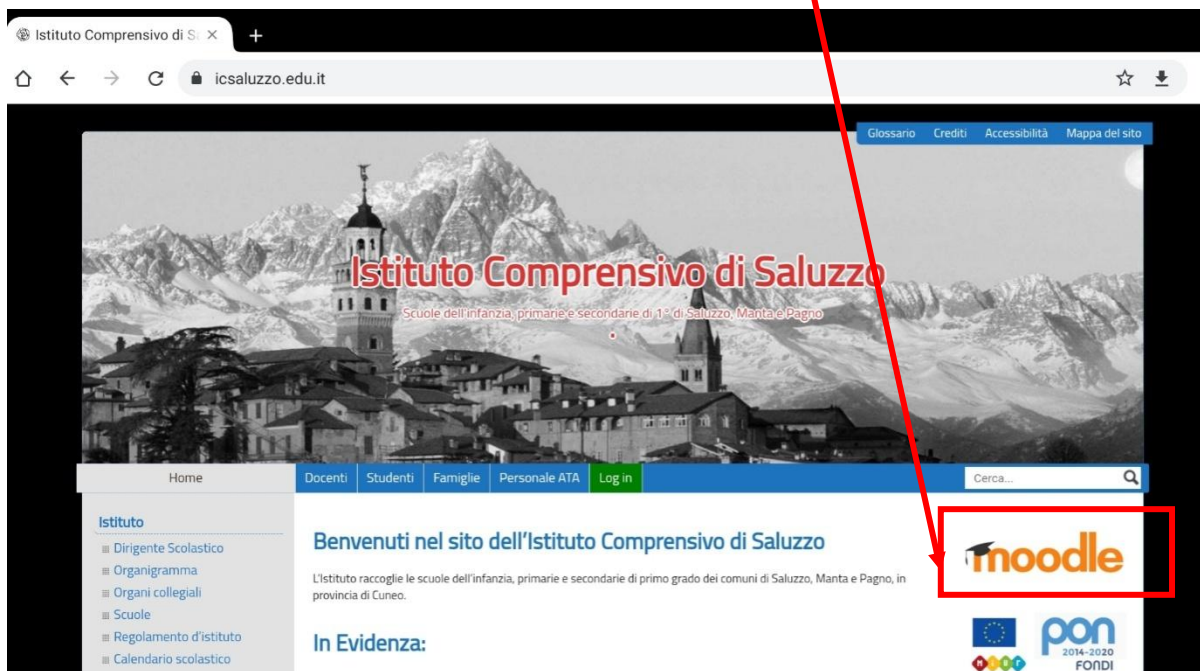 Istituto Comprensivo di S
icsaluzzo.edu.it
Glossario Crediti Accessibilità Mappa del sito
Istituto Comprensivo di Saluzzo
Scuole dell'infanzia, primarie e secondarie di 1° di Saluzzo, Manta e Pagno
Home Docenti Studenti Famiglie Personale ATA Log in Cerca...
Istituto
Dirigente Scolastico
Organigramma
Organi collegiali
Scuole
Regolamento d'istituto
Calendario scolastico
Benvenuti nel sito dell'Istituto Comprensivo di Saluzzo
L'Istituto raccoglie le scuole dell'infanzia, primarie e secondarie di primo grado dei comuni di Saluzzo, Manta e Pagno, in
provincia di Cuneo.
In Evidenza:
moodle
MIUR
pon
2014-2020
FONDI